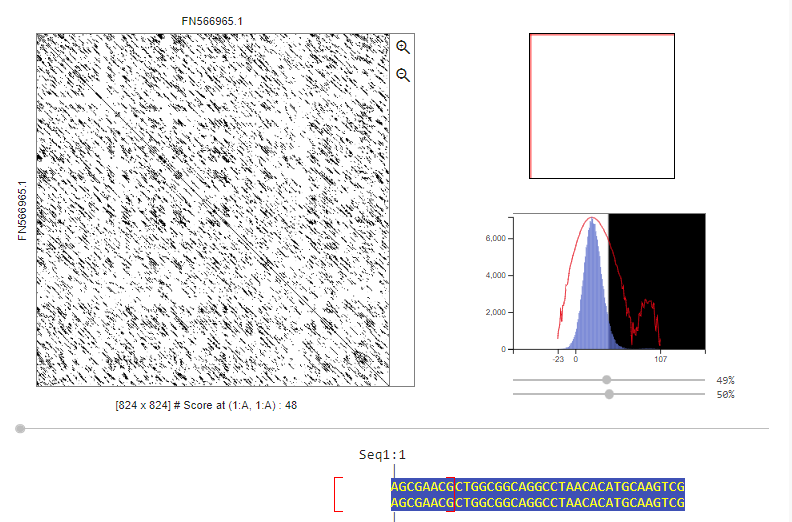 FN566965.1
FN566965.1
[824 x 824] # Score at (1:A, 1:A) : 48
6,000
4,000
2,000
0
-23 0 107
49%
50%
Seq1:1
AGCGAACGCTGGCGGCAGGCCTAACACATGCAAGTCG
AGCGAACGCTGGCGGCAGGCCTAACACATGCAAGTCG